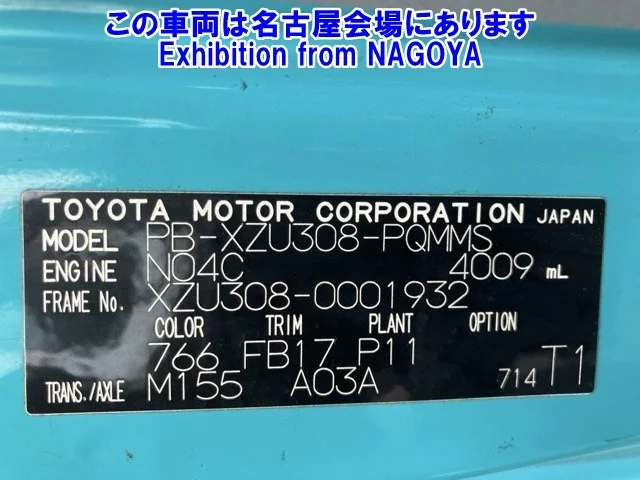 この車両は名古屋会場にあります
Exhibition from NAGOYA
TOYOTA MOTOR CORPORATION JAPAN
MODEL PB-XZU308-PQMMS
ENGINE N04C 4009 mL
FRAME No. XZU308-0001932
COLOR TRIM PLANT OPTION
766 FB17 P11
TRANS./AXLE M155 A03A 714 T1